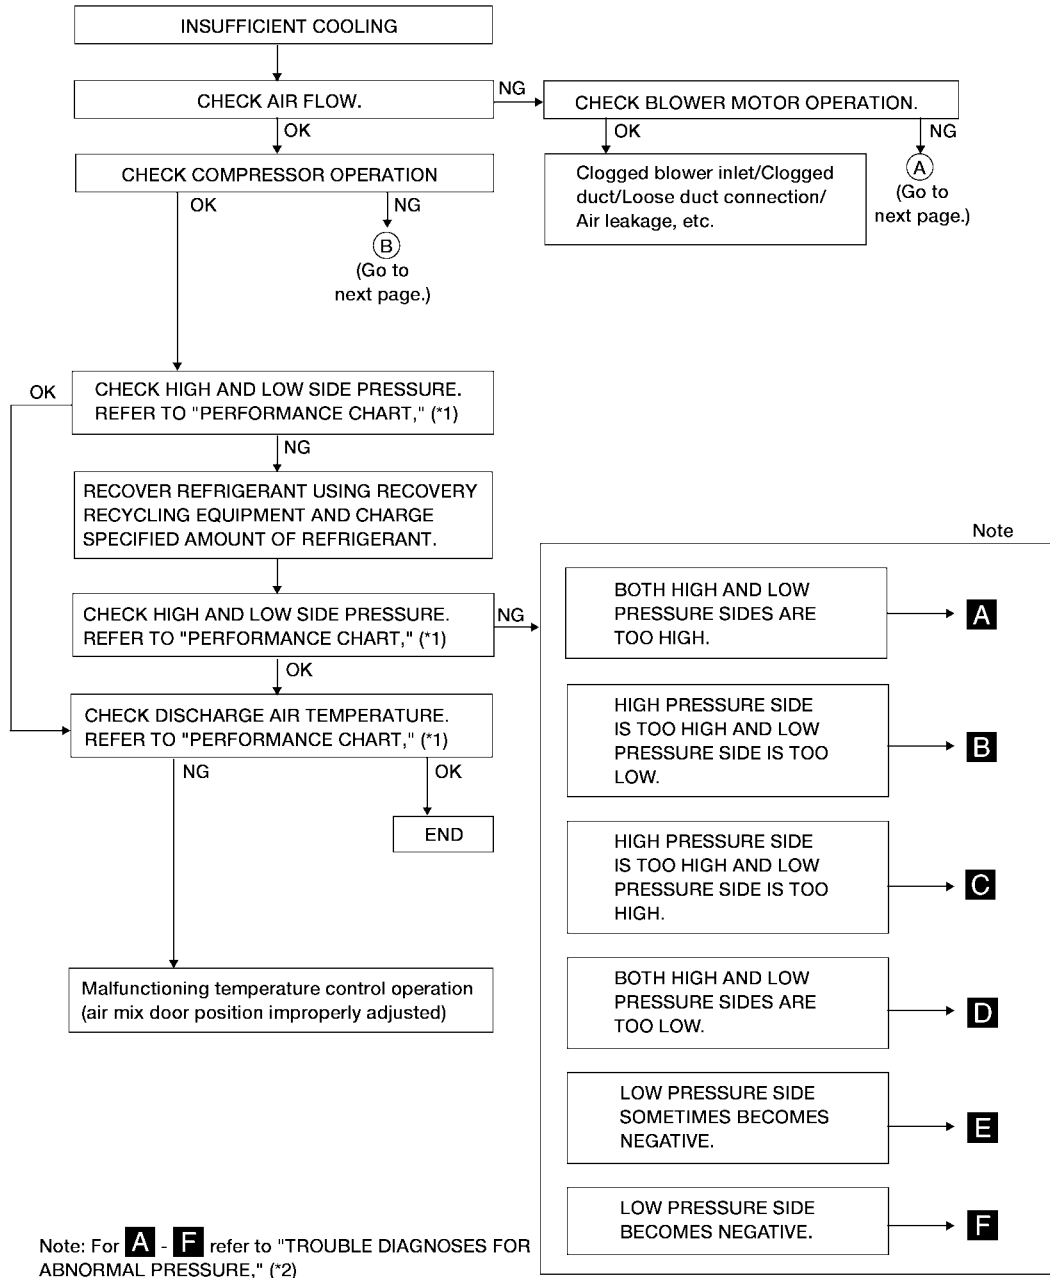 INSUFFICIENT COOLING
CHECK AIR FLOW.
NG
CHECK BLOWER MOTOR OPERATION.
OK
OK
NG
CHECK COMPRESSOR OPERATION
Clogged blower inlet/Clogged
duct/Loose duct connection/
Air leakage, etc.
A
(Go to
next page.)
OK
NG
B
(Go to
next page.)
OK
CHECK HIGH AND LOW SIDE PRESSURE.
REFER TO "PERFORMANCE CHART," (*1)
NG
RECOVER REFRIGERANT USING RECOVERY
RECYCLING EQUIPMENT AND CHARGE
SPECIFIED AMOUNT OF REFRIGERANT.
CHECK HIGH AND LOW SIDE PRESSURE.
REFER TO "PERFORMANCE CHART," (*1)
NG
OK
CHECK DISCHARGE AIR TEMPERATURE.
REFER TO "PERFORMANCE CHART," (*1)
NG
OK
END
Malfunctioning temperature control operation
(air mix door position improperly adjusted)
Note
BOTH HIGH AND LOW
PRESSURE SIDES ARE
TOO HIGH.
A
HIGH PRESSURE SIDE
IS TOO HIGH AND LOW
PRESSURE SIDE IS TOO
LOW.
B
HIGH PRESSURE SIDE
IS TOO HIGH AND LOW
PRESSURE SIDE IS TOO
HIGH.
C
BOTH HIGH AND LOW
PRESSURE SIDES ARE
TOO LOW.
D
LOW PRESSURE SIDE
SOMETIMES BECOMES
NEGATIVE.
E
LOW PRESSURE SIDE
BECOMES NEGATIVE.
F
Note: For A - F refer to "TROUBLE DIAGNOSES FOR
ABNORMAL PRESSURE," (*2)